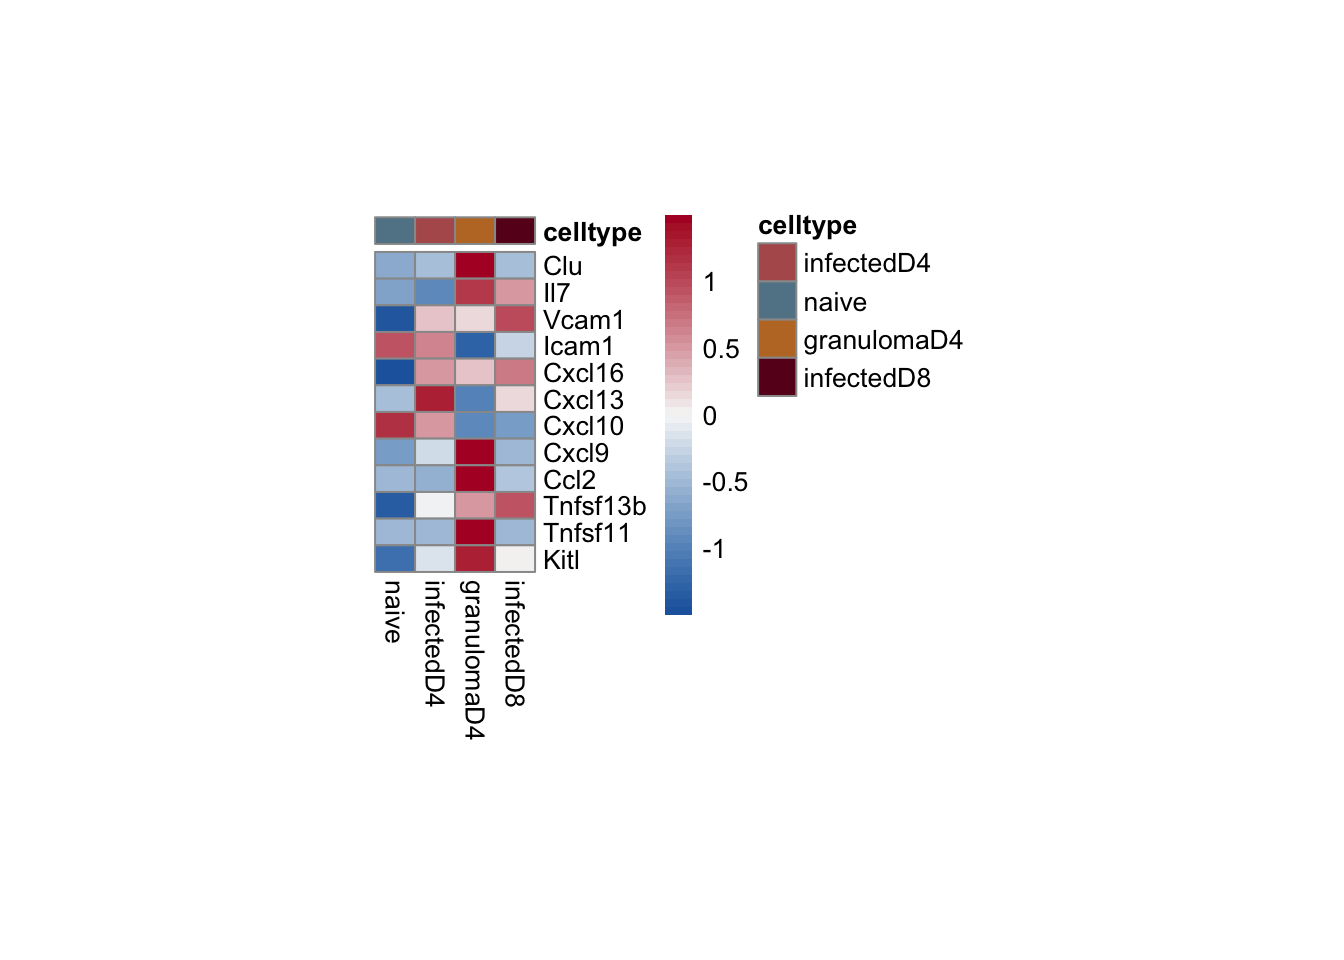 celltype
Clu
Il7
Vcam1
Icam1
Cxcl16
Cxcl13
Cxcl10
Cxcl9
Ccl2
Tnfsf13b
Tnfsf11
Kitl
naive
infectedD4
granulomaD4
infectedD8
1
0.5
0
-0.5
-1
celltype
infectedD4
naive
granulomaD4
infectedD8